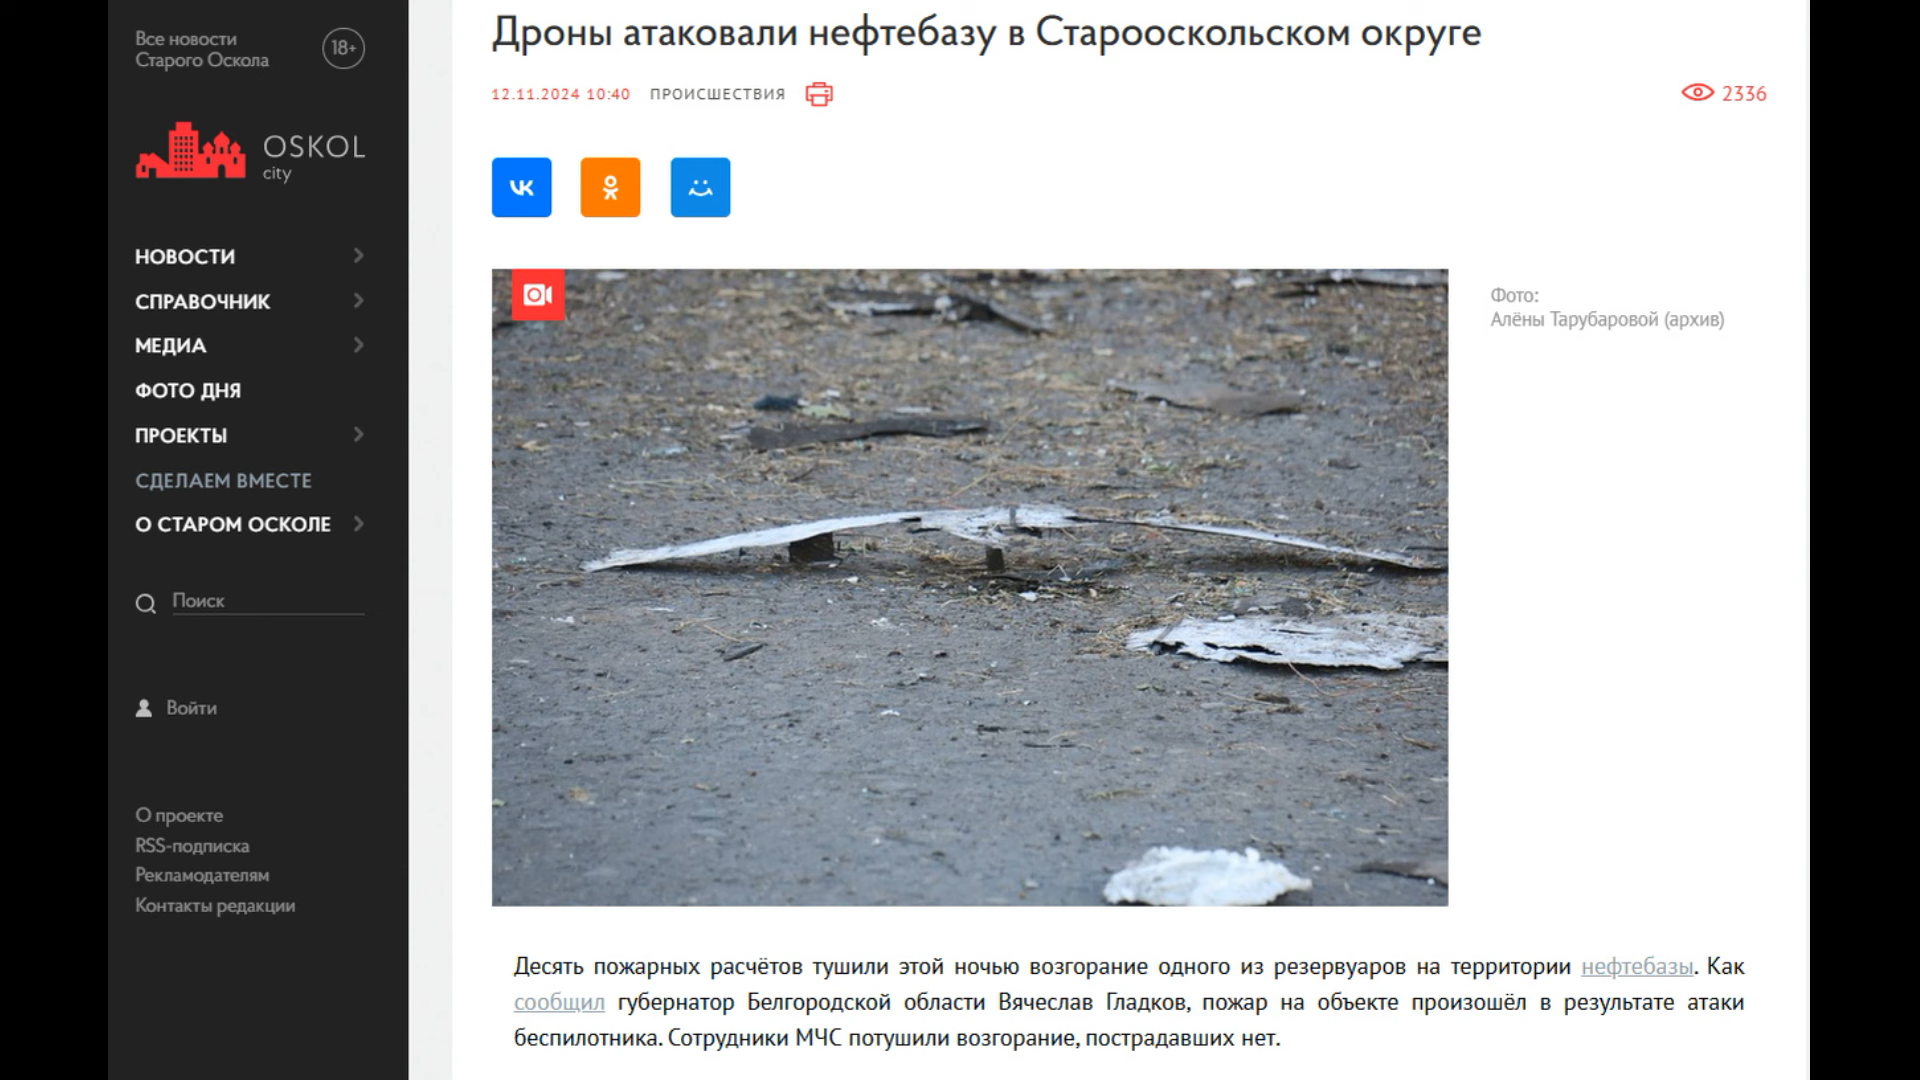 Все новости
Старого Оскола
18+
OSKOL
city
НОВОСТИ
СПРАВОЧНИК
МЕДИА
ФОТО ДНЯ
ПРОЕКТЫ
СДЕЛАЕМ ВМЕСТЕ
О СТАРОМ ОСКОЛЕ
Поиск
Войти
О проекте
RSS-подписка
Рекламодателям
Контакты редакции
Дроны атаковали нефтебазу в Старооскольском округе
12.11.2024 10:40 ПРОИСШЕСТВИЯ
2336
Фото:
Алёны Тарубаровой (архив)
Десять пожарных расчётов тушили этой ночью возгорание одного из резервуаров на территории нефтебазы. Как
сообщил губернатор Белгородской области Вячеслав Гладков, пожар на объекте произошёл в результате атаки
беспилотника. Сотрудники МЧС потушили возгорание, пострадавших нет.